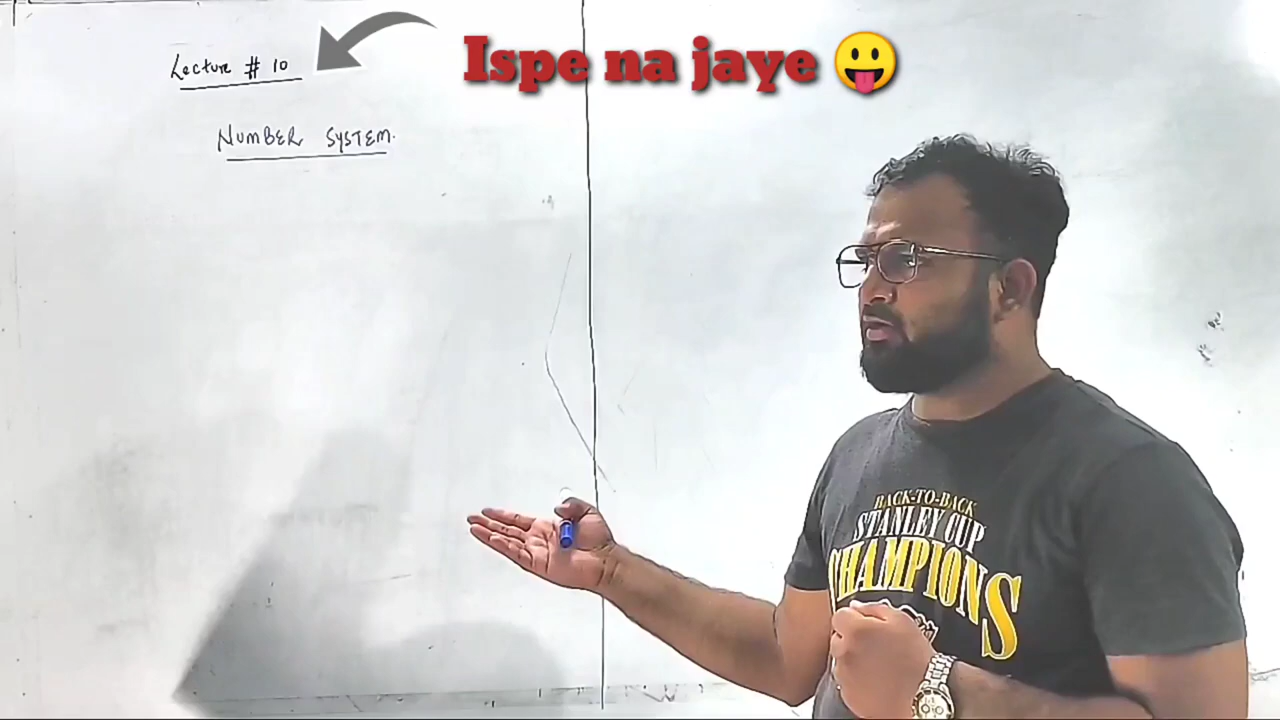 Lecture # 10
Ispe na jaye 😛
NUMBER SYSTEM.
BACK-TO-BACK
STANLEY CUP
CHAMPIONS